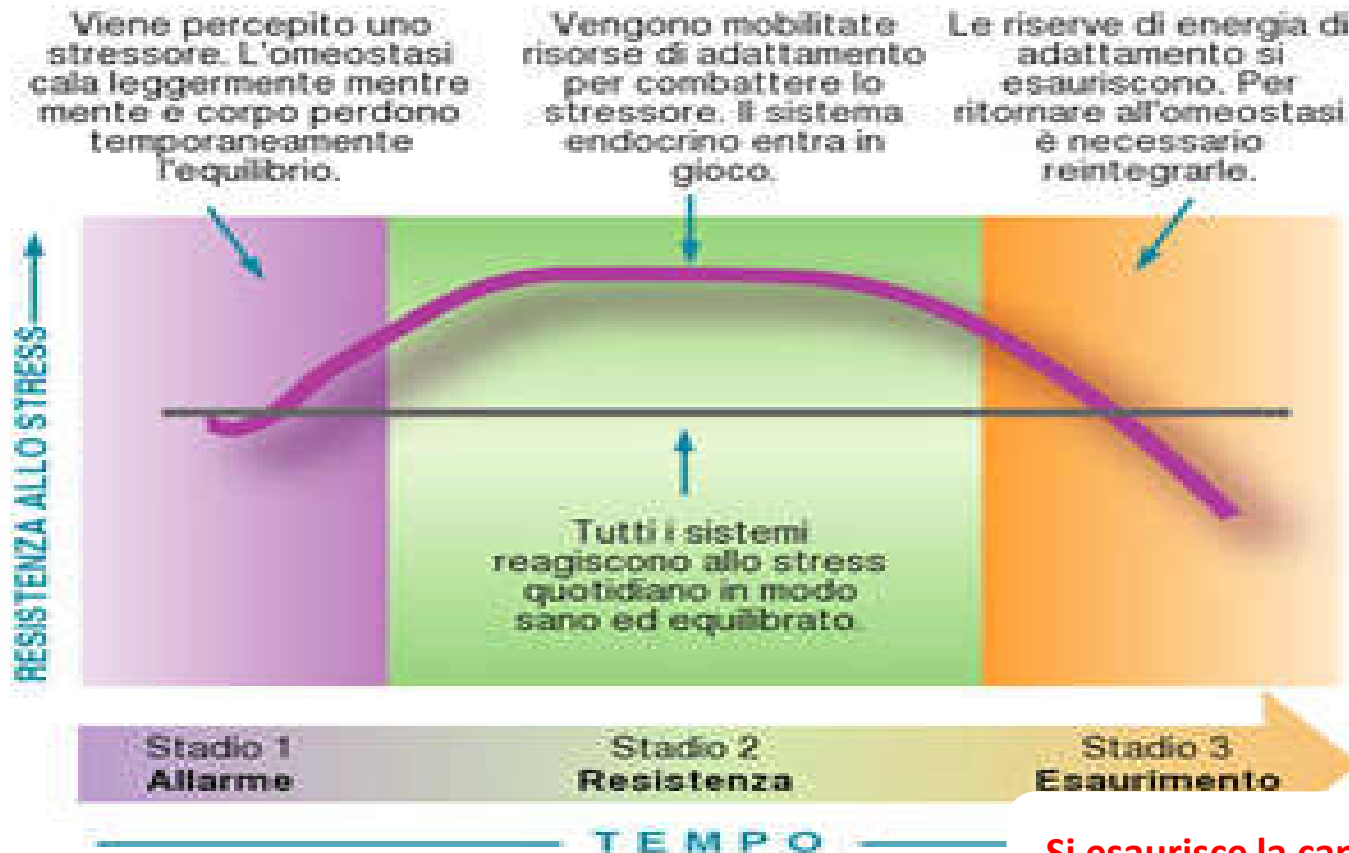 Viene percepito uno
stressore. L'omeostasi
cala leggermente mentre
mente e corpo perdono
temporaneamente
l'equilibrio.
Vengono mobilitate
risorse di adattamento
per combattere lo
stressore. Il sistema
endocrino entra in
gioco.
Le riserve di energia di
adattamento si
esauriscono. Per
ritornare all'omeostasi
è necessario
reintegrarle.
RESISTENZA ALLO STRESS
Tutti i sistemi
reagiscono allo stress
quotidiano in modo
sano ed equilibrato.
Stadio 1
Allarme
Stadio 2
Resistenza
Stadio 3
Esaurimento
TEMPO
Si esaurisce la